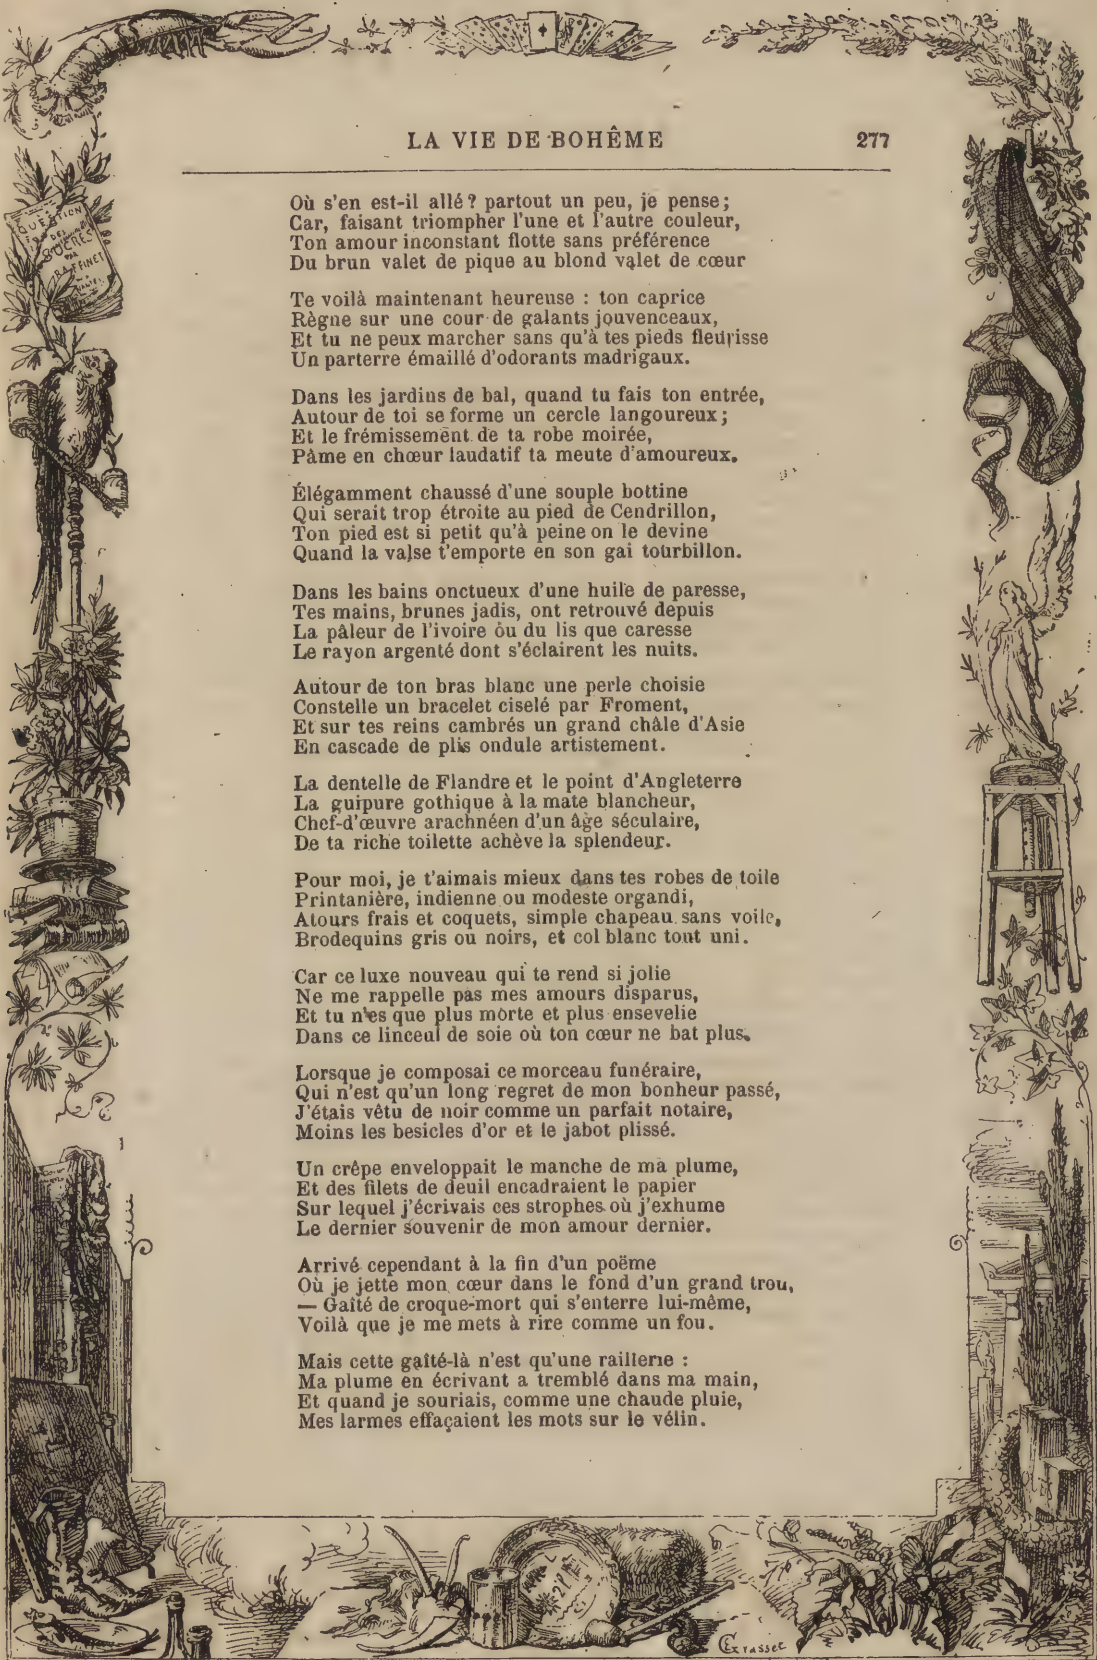 LA VIE DE BOHÊME
277
QUESTION
DES
SUCRES
PAR
RAFFINET
Où s'en est-il allé ? partout un peu, je pense ;
Car, faisant triompher l'une et l'autre couleur,
Ton amour inconstant flotte sans préférence
Du brun valet de pique au blond valet de cœur
Te voilà maintenant heureuse : ton caprice
Règne sur une cour de galants jouvenceaux,
Et tu ne peux marcher sans qu'à tes pieds fleurisse
Un parterre émaillé d'odorants madrigaux.
Dans les jardins de bal, quand tu fais ton entrée,
Autour de toi se forme un cercle langoureux ;
Et le frémissement de ta robe moirée,
Pâme en chœur laudatif ta meute d'amoureux.
Élégamment chaussé d'une souple bottine
Qui serait trop étroite au pied de Cendrillon,
Ton pied est si petit qu'à peine on le devine
Quand la valse t'emporte en son gai tourbillon.
Dans les bains onctueux d'une huile de paresse,
Tes mains, brunes jadis, ont retrouvé depuis
La pâleur de l'ivoire ou du lis que caresse
Le rayon argenté dont s'éclairent les nuits.
Autour de ton bras blanc une perle choisie
Constelle un bracelet ciselé par Froment,
Et sur tes reins cambrés un grand châle d'Asie
En cascade de plis ondule artistement.
La dentelle de Flandre et le point d'Angleterre
La guipure gothique à la mate blancheur,
Chef-d'œuvre arachnéen d'un âge séculaire,
De ta riche toilette achève la splendeur.
Pour moi, je t'aimais mieux dans tes robes de toile
Printanière, indienne ou modeste organdi,
Atours frais et coquets, simple chapeau sans voile,
Brodequins gris ou noirs, et col blanc tout uni.
Car ce luxe nouveau qui te rend si jolie
Ne me rappelle pas mes amours disparus,
Et tu n'es que plus morte et plus ensevelie
Dans ce linceul de soie où ton cœur ne bat plus.
Lorsque je composai ce morceau funéraire,
Qui n'est qu'un long regret de mon bonheur passé,
J'étais vêtu de noir comme un parfait notaire,
Moins les besicles d'or et le jabot plissé.
Un crêpe enveloppait le manche de ma plume,
Et des filets de deuil encadraient le papier
Sur lequel j'écrivais ces strophes où j'exhume
Le dernier souvenir de mon amour dernier.
Arrivé cependant à la fin d'un poëme
Où je jette mon cœur dans le fond d'un grand trou,
— Gaîté de croque-mort qui s'enterre lui-même,
Voilà que je me mets à rire comme un fou.
Mais cette gaîté-là n'est qu'une raillerie :
Ma plume en écrivant a tremblé dans ma main,
Et quand je souriais, comme une chaude pluie,
Mes larmes effaçaient les mots sur le vélin.
EGrasset